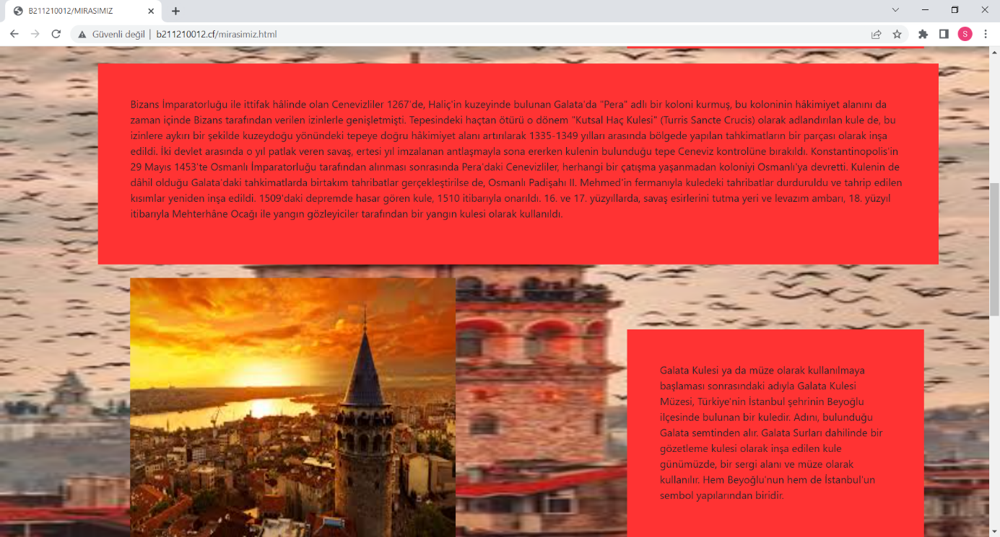 B211210012/MIRASIMIZ
Güvenli değil | b211210012.cf/mirasimiz.html
S
Bizans İmparatorluğu ile ittifak hâlinde olan Cenevizliler 1267'de, Haliç'in kuzeyinde bulunan Galata'da "Pera" adlı bir koloni kurmuş, bu koloninin hâkimiyet alanını da
zaman içinde Bizans tarafından verilen izinlerle genişletmişti. Tepesindeki haçtan ötürü o dönem "Kutsal Haç Kulesi" (Turris Sancte Crucis) olarak adlandırılan kule de, bu
izinlere aykırı bir şekilde kuzeydoğu yönündeki tepeye doğru hâkimiyet alanı artırılarak 1335-1349 yılları arasında bölgede yapılan tahkimatların bir parçası olarak inşa
edildi. İki devlet arasında o yıl patlak veren savaş, ertesi yıl imzalanan antlaşmayla sona ererken kulenin bulunduğu tepe Ceneviz kontrolüne bırakıldı. Konstantinopolis'in
29 Mayıs 1453'te Osmanlı İmparatorluğu tarafından alınması sonrasında Pera'daki Cenevizliler, herhangi bir çatışma yaşanmadan koloniyi Osmanlı'ya devretti. Kulenin de
dâhil olduğu Galata'daki tahkimatlarda birtakım tahribatlar gerçekleştirilse de, Osmanlı Padişahı II. Mehmed'in fermanıyla kuledeki tahribatlar durduruldu ve tahrip edilen
kısımlar yeniden inşa edildi. 1509'daki depremde hasar gören kule, 1510 itibarıyla onarıldı. 16. ve 17. yüzyıllarda, savaş esirlerini tutma yeri ve levazım ambarı, 18. yüzyıl
itibarıyla Mehterhâne Ocağı ile yangın gözleyiciler tarafından bir yangın kulesi olarak kullanıldı.
Galata Kulesi ya da müze olarak kullanılmaya
başlaması sonrasındaki adıyla Galata Kulesi
Müzesi, Türkiye'nin İstanbul şehrinin Beyoğlu
ilçesinde bulunan bir kuledir. Adını, bulunduğu
Galata semtinden alır. Galata Surları dahilinde bir
gözetleme kulesi olarak inşa edilen kule
günümüzde, bir sergi alanı ve müze olarak
kullanılır. Hem Beyoğlu'nun hem de İstanbul'un
sembol yapılarından biridir.